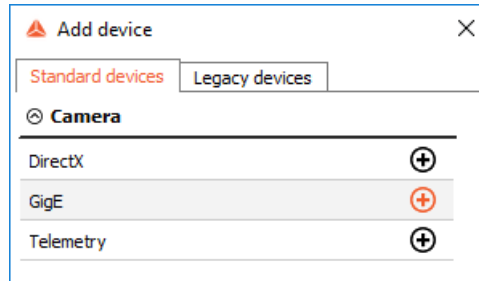 Add device
Standard devices Legacy devices
Camera
DirectX
GigE
Telemetry